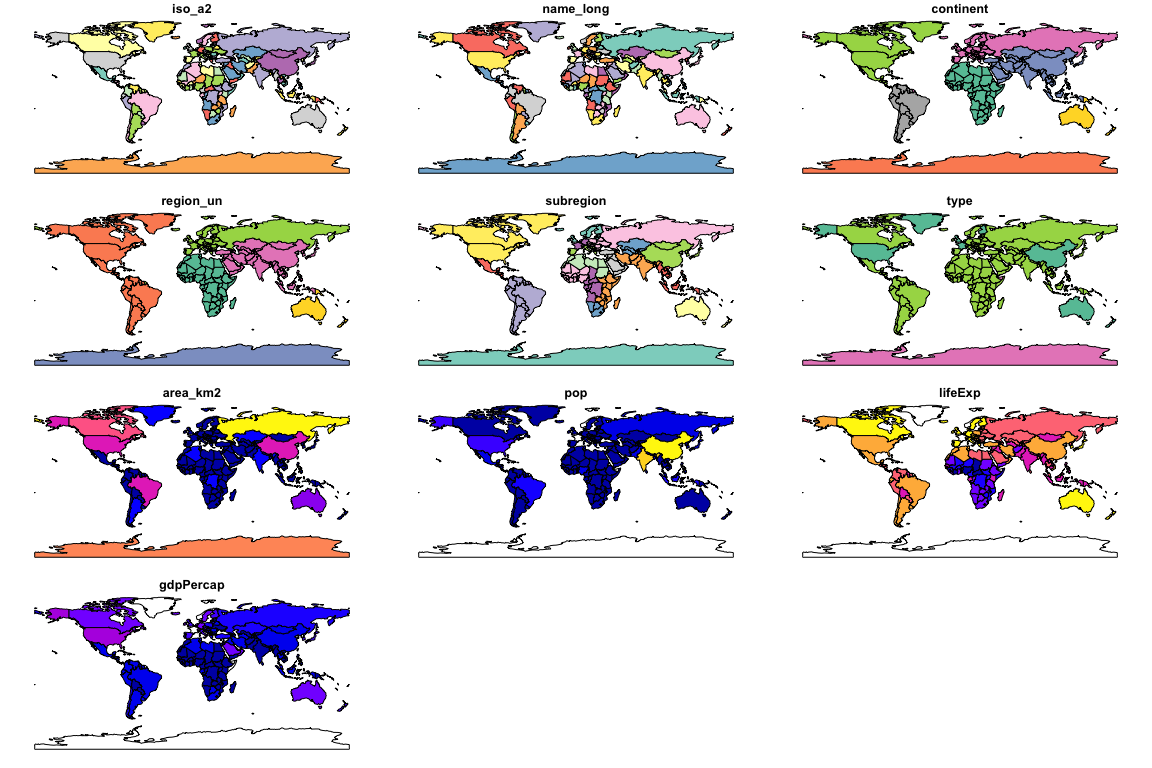 iso_a2
name_long
continent
region_un
subregion
type
area_km2
pop
lifeExp
gdpPercap